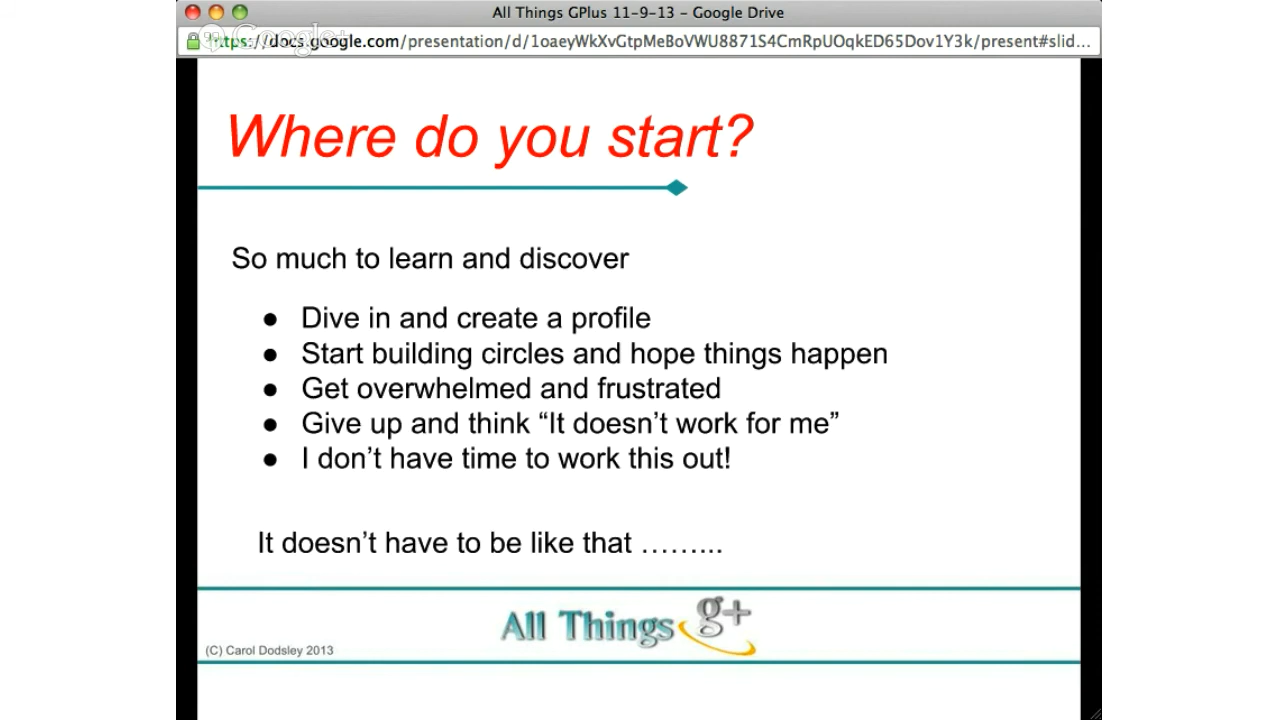 All Things GPlus 11-9-13 – Google Drive
https://docs.google.com/presentation/d/1oaeyWkXvGtpMeBoVWU8871S4CmRpUOqkED65Dov1Y3k/present#slid...
Google+
Where do you start?
So much to learn and discover
● Dive in and create a profile
● Start building circles and hope things happen
● Get overwhelmed and frustrated
● Give up and think “It doesn’t work for me”
● I don’t have time to work this out!
It doesn’t have to be like that ……...
All Things g+
(C) Carol Dodsley 2013